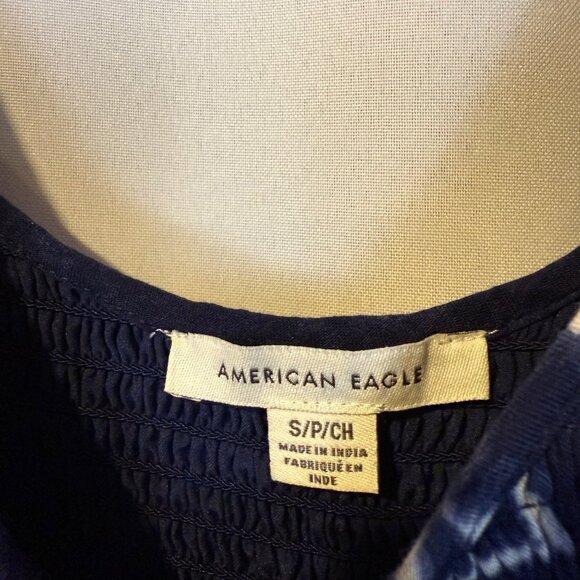 AMERICAN EAGLE
S/P/CH
MADE IN INDIA
FABRIQUÉ EN
INDE